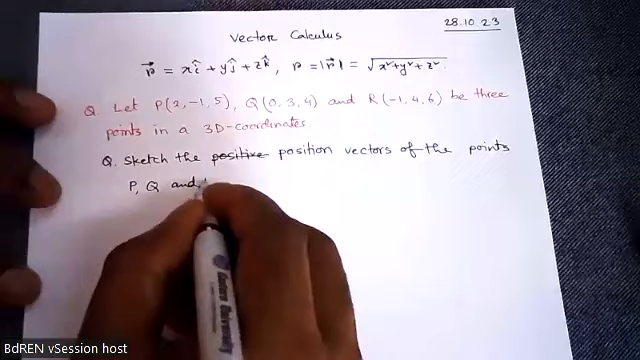 28.10.23
Vector Calculus
r⃗ = xî + yĵ + zk̂, r = |r⃗| = √x²+y²+z².
Q. Let P(2,-1,5), Q(0,3,4) and R(-1,4,6) be three
points in a 3D-coordinates.
Q. Sketch the positive position vectors of the points
P, Q and
Eastern University
BdREN vSession host